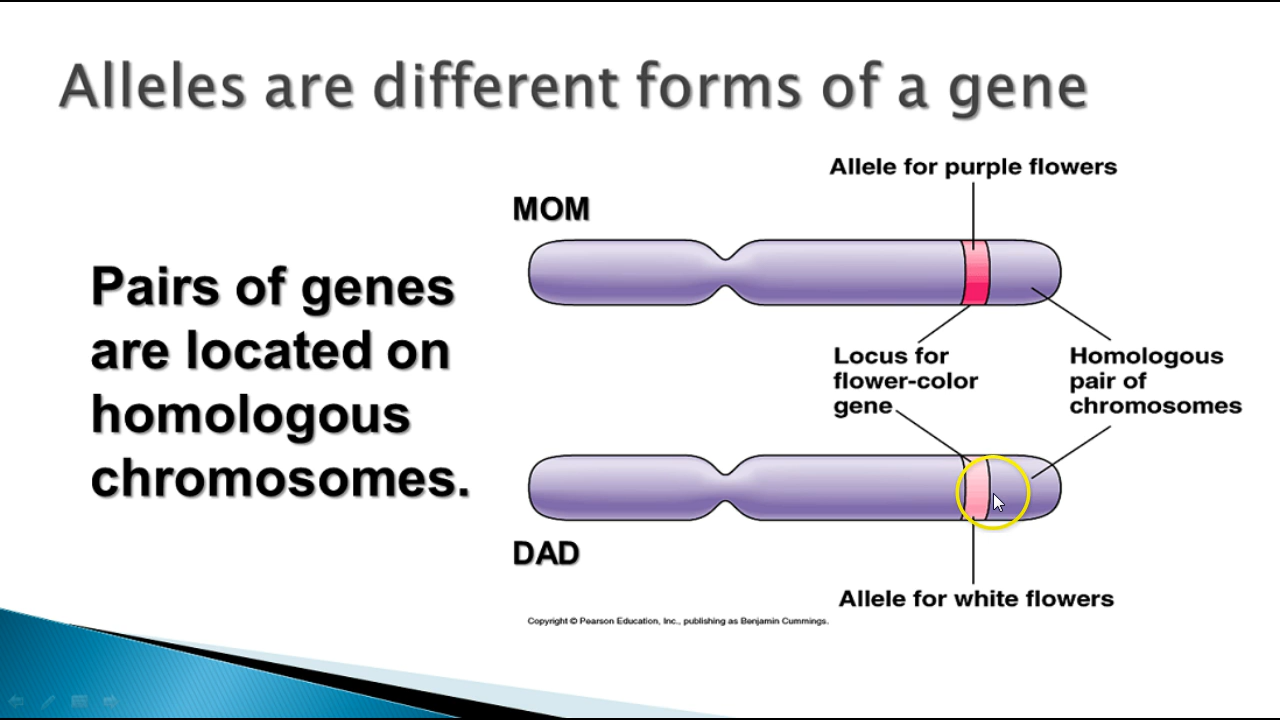 Alleles are different forms of a gene
Allele for purple flowers
MOM
Pairs of genes
are located on
homologous
chromosomes.
Locus for
flower-color
gene
Homologous
pair of
chromosomes
DAD
Allele for white flowers
Copyright © Pearson Education, Inc., publishing as Benjamin Cummings.